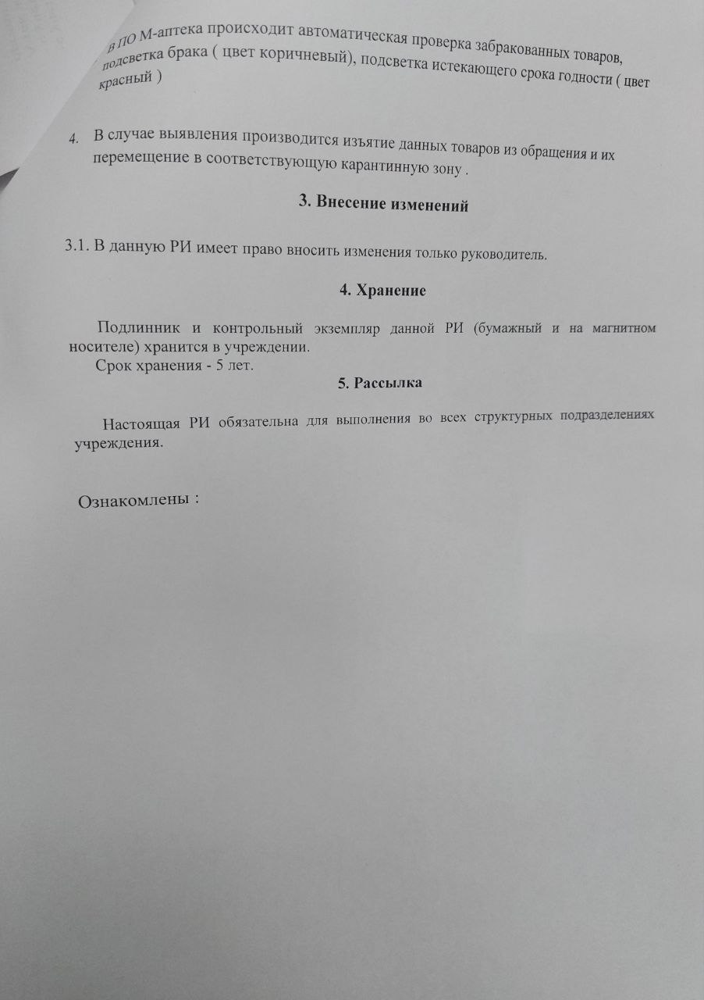 в ПО М-аптека происходит автоматическая проверка забракованных товаров,
подсветка брака ( цвет коричневый), подсветка истекающего срока годности ( цвет
красный )
4. В случае выявления производится изъятие данных товаров из обращения и их
перемещение в соответствующую карантинную зону .
3. Внесение изменений
3.1. В данную РИ имеет право вносить изменения только руководитель.
4. Хранение
Подлинник и контрольный экземпляр данной РИ (бумажный и на магнитном
носителе) хранится в учреждении.
Срок хранения - 5 лет.
5. Рассылка
Настоящая РИ обязательна для выполнения во всех структурных подразделениях
учреждения.
Ознакомлены :